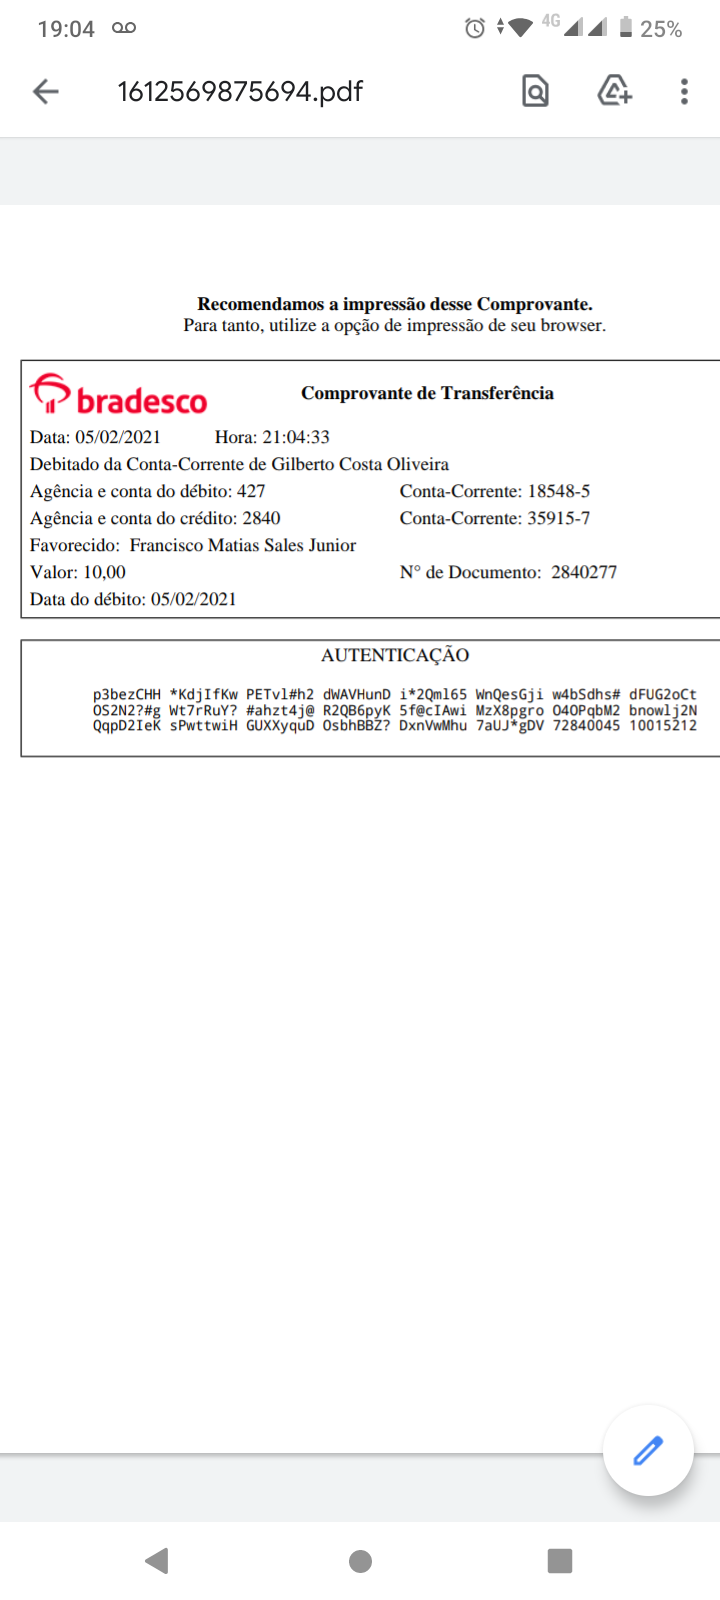 19:04
4G 25%
1612569875694.pdf
Recomendamos a impressão desse Comprovante.
Para tanto, utilize a opção de impressão de seu browser.
bradesco Comprovante de Transferência
Data: 05/02/2021 Hora: 21:04:33
Debitado da Conta-Corrente de Gilberto Costa Oliveira
Agência e conta do débito: 427 Conta-Corrente: 18548-5
Agência e conta do crédito: 2840 Conta-Corrente: 35915-7
Favorecido: Francisco Matias Sales Junior
Valor: 10,00 N° de Documento: 2840277
Data do débito: 05/02/2021
AUTENTICAÇÃO
p3bezCHH *KdjIfKw PETvl#h2 dWAVHunD i*2Qml65 WnQesGji w4bSdhs# dFUG2oCt
OS2N2?#g Wt7rRuY? #ahzt4j@ R2QB6pyK 5f@cIAwi MzX8pgro O4OPqbM2 bnowlj2N
QqpD2IeK sPwttwiH GUXXyquD OsbhBBZ? DxnVwMhu 7aUJ*gDV 72840045 10015212